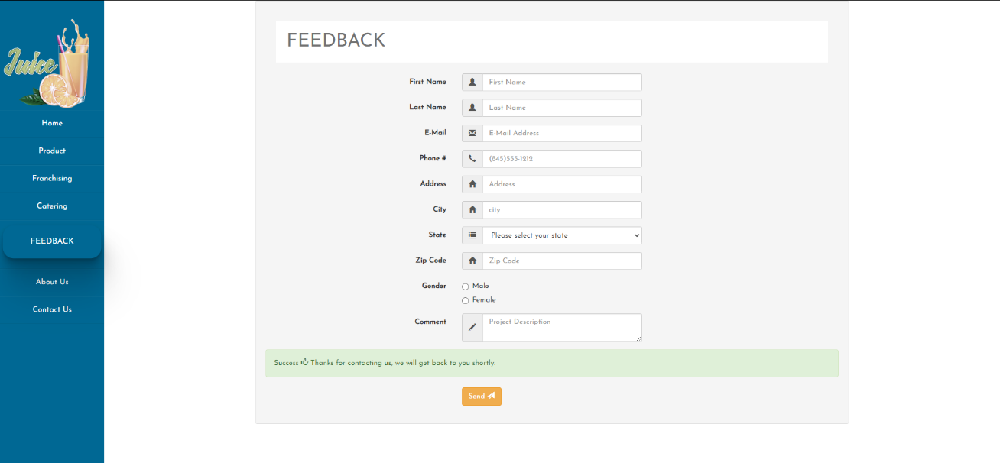 Juice
Home
Product
Franchising
Catering
FEEDBACK
About Us
Contact Us
FEEDBACK
First Name First Name
Last Name Last Name
E-Mail E-Mail Address
Phone # (845)555-1212
Address Address
City city
State Please select your state
Zip Code Zip Code
Gender Male
Female
Comment Project Description
Success Thanks for contacting us, we will get back to you shortly.
Send